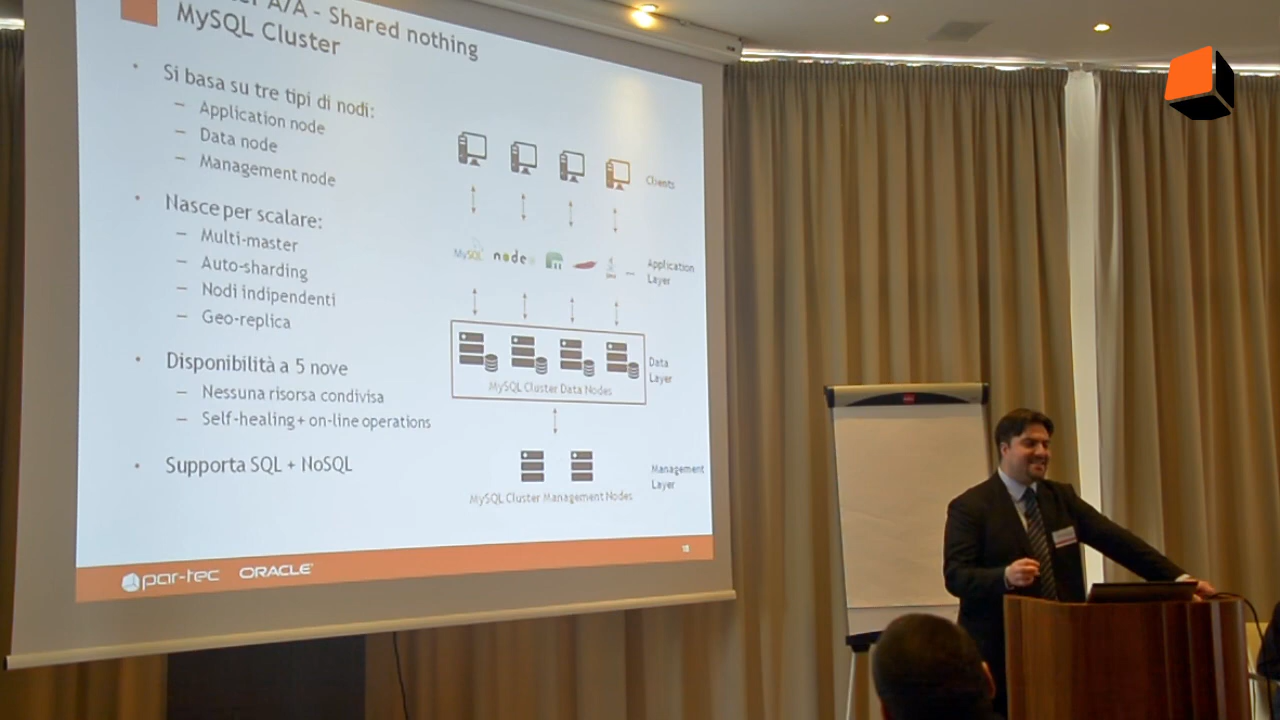 A/A - Shared nothing
MySQL Cluster
• Si basa su tre tipi di nodi:
– Application node
– Data node
– Management node
• Nasce per scalare:
– Multi-master
– Auto-sharding
– Nodi indipendenti
– Geo-replica
• Disponibilità a 5 nove
– Nessuna risorsa condivisa
– Self-healing + on-line operations
• Supporta SQL + NoSQL
Clients
MySQL
node
Application
Layer
Data
Layer
MySQL Cluster Data Nodes
Management
Layer
MySQL Cluster Management Nodes
par-tec ORACLE
18